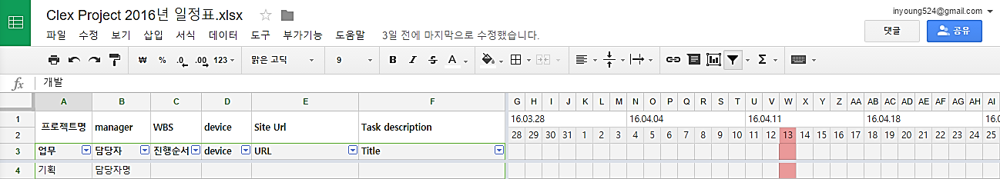 Clex Project 2016년 일정표.xlsx
inyoung524@gmail.com
파일 수정 보기 삽입 서식 데이터 도구 부가기능 도움말 3일 전에 마지막으로 수정했습니다.
댓글 공유
₩ % .0 .00 123 맑은 고딕 9 B I S A Σ
fx 개발
A B C D E F G H I J K L M N O P Q R S T U V W X Y Z AA AB AC AD AE AF AG AH AI
1 프로젝트명 manager WBS device Site Url Task description 16.03.28 16.04.04 16.04.11 16.04.18
2 28 29 30 31 1 2 3 4 5 6 7 8 9 10 11 12 13 14 15 16 17 18 19 20 21 22 23 24 25
3 업무 담당자 진행순서 device URL Title
4 기획 담당자명